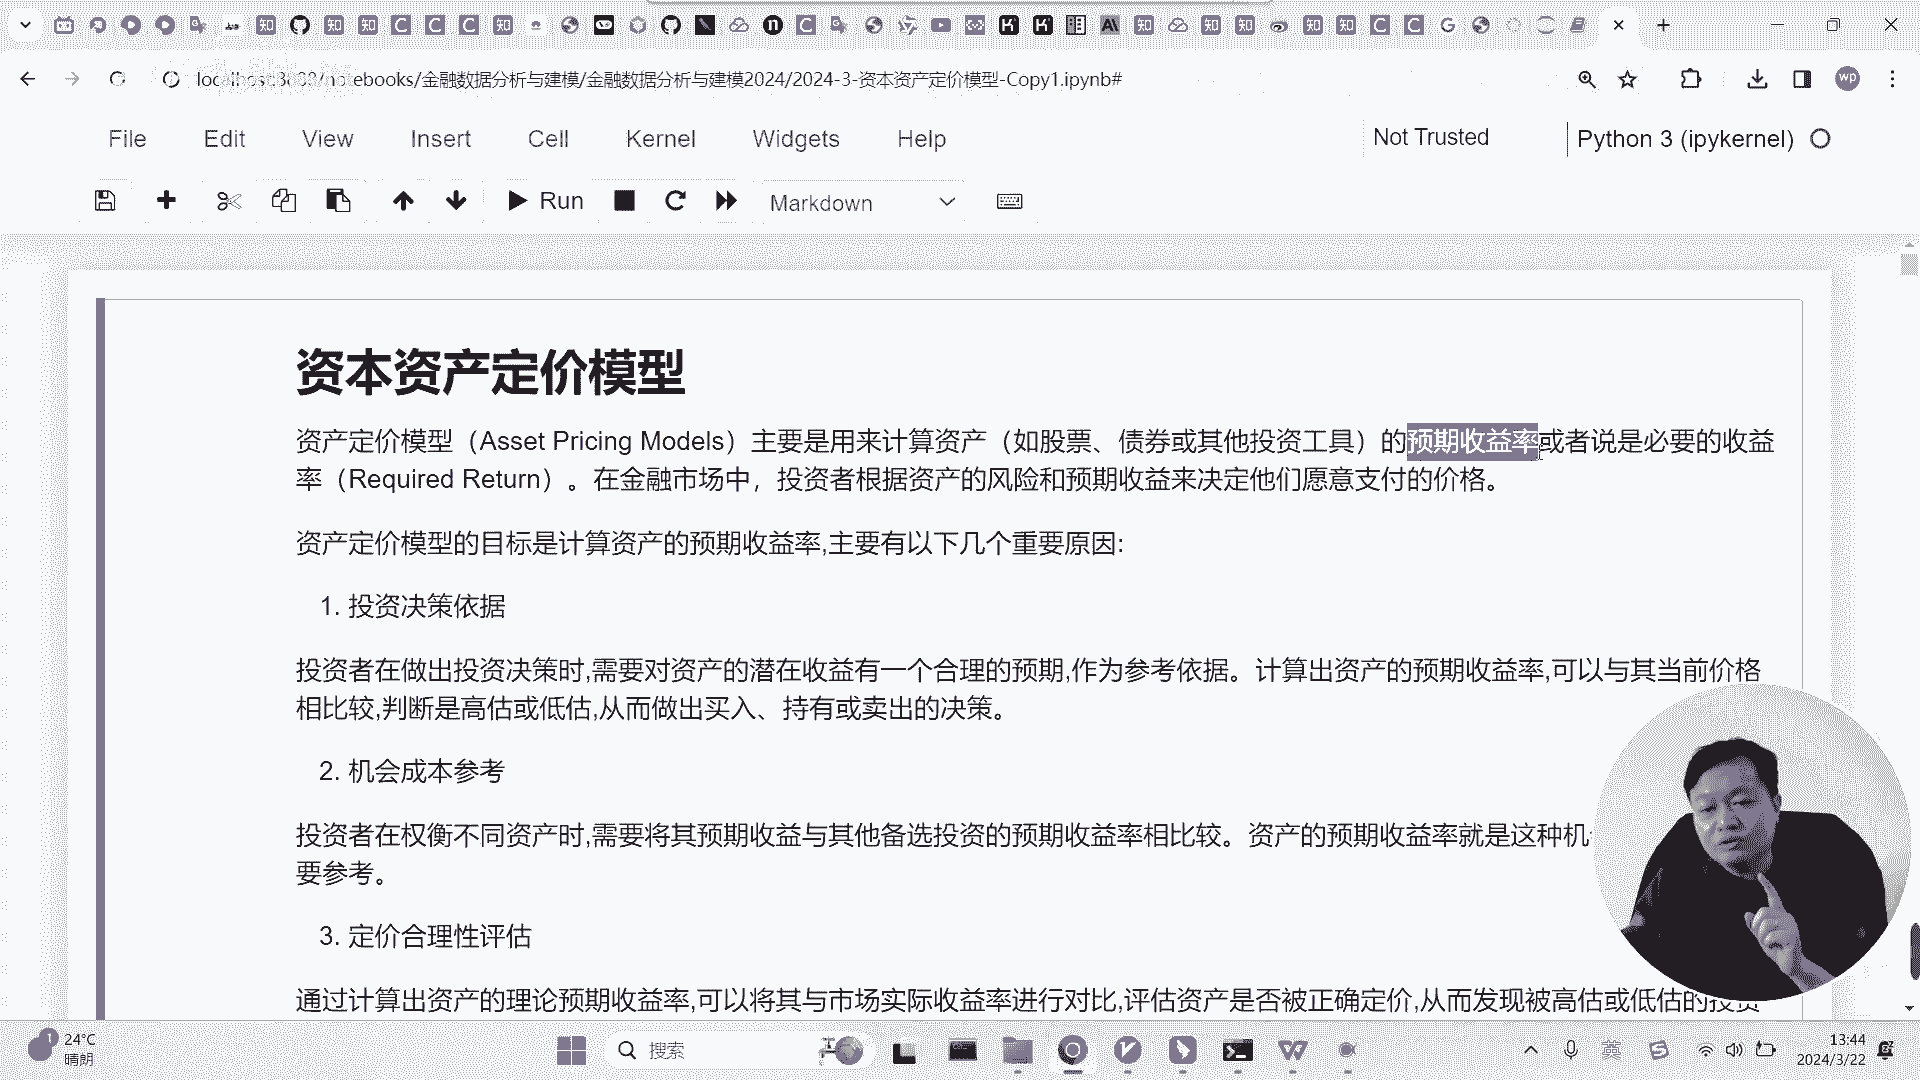 localhost:8888/notebooks/金融数据分析与建模/金融数据分析与建模2024/2024-3-资本资产定价模型-Copy1.ipynb#
wp
File Edit View Insert Cell Kernel Widgets Help
Not Trusted
Python 3 (ipykernel)
Run
Markdown
资本资产定价模型
资产定价模型（Asset Pricing Models）主要是用来计算资产（如股票、债券或其他投资工具）的预期收益率或者说是必要的收益
率（Required Return）。在金融市场中，投资者根据资产的风险和预期收益来决定他们愿意支付的价格。
资产定价模型的目标是计算资产的预期收益率,主要有以下几个重要原因:
1. 投资决策依据
投资者在做出投资决策时,需要对资产的潜在收益有一个合理的预期,作为参考依据。计算出资产的预期收益率,可以与其当前价格
相比较,判断是高估或低估,从而做出买入、持有或卖出的决策。
2. 机会成本参考
投资者在权衡不同资产时,需要将其预期收益与其他备选投资的预期收益率相比较。资产的预期收益率就是这种机
要参考。
3. 定价合理性评估
通过计算出资产的理论预期收益率,可以将其与市场实际收益率进行对比,评估资产是否被正确定价,从而发现被高估或低估的投资
24°C
晴朗
搜索
英
13:44
2024/3/22